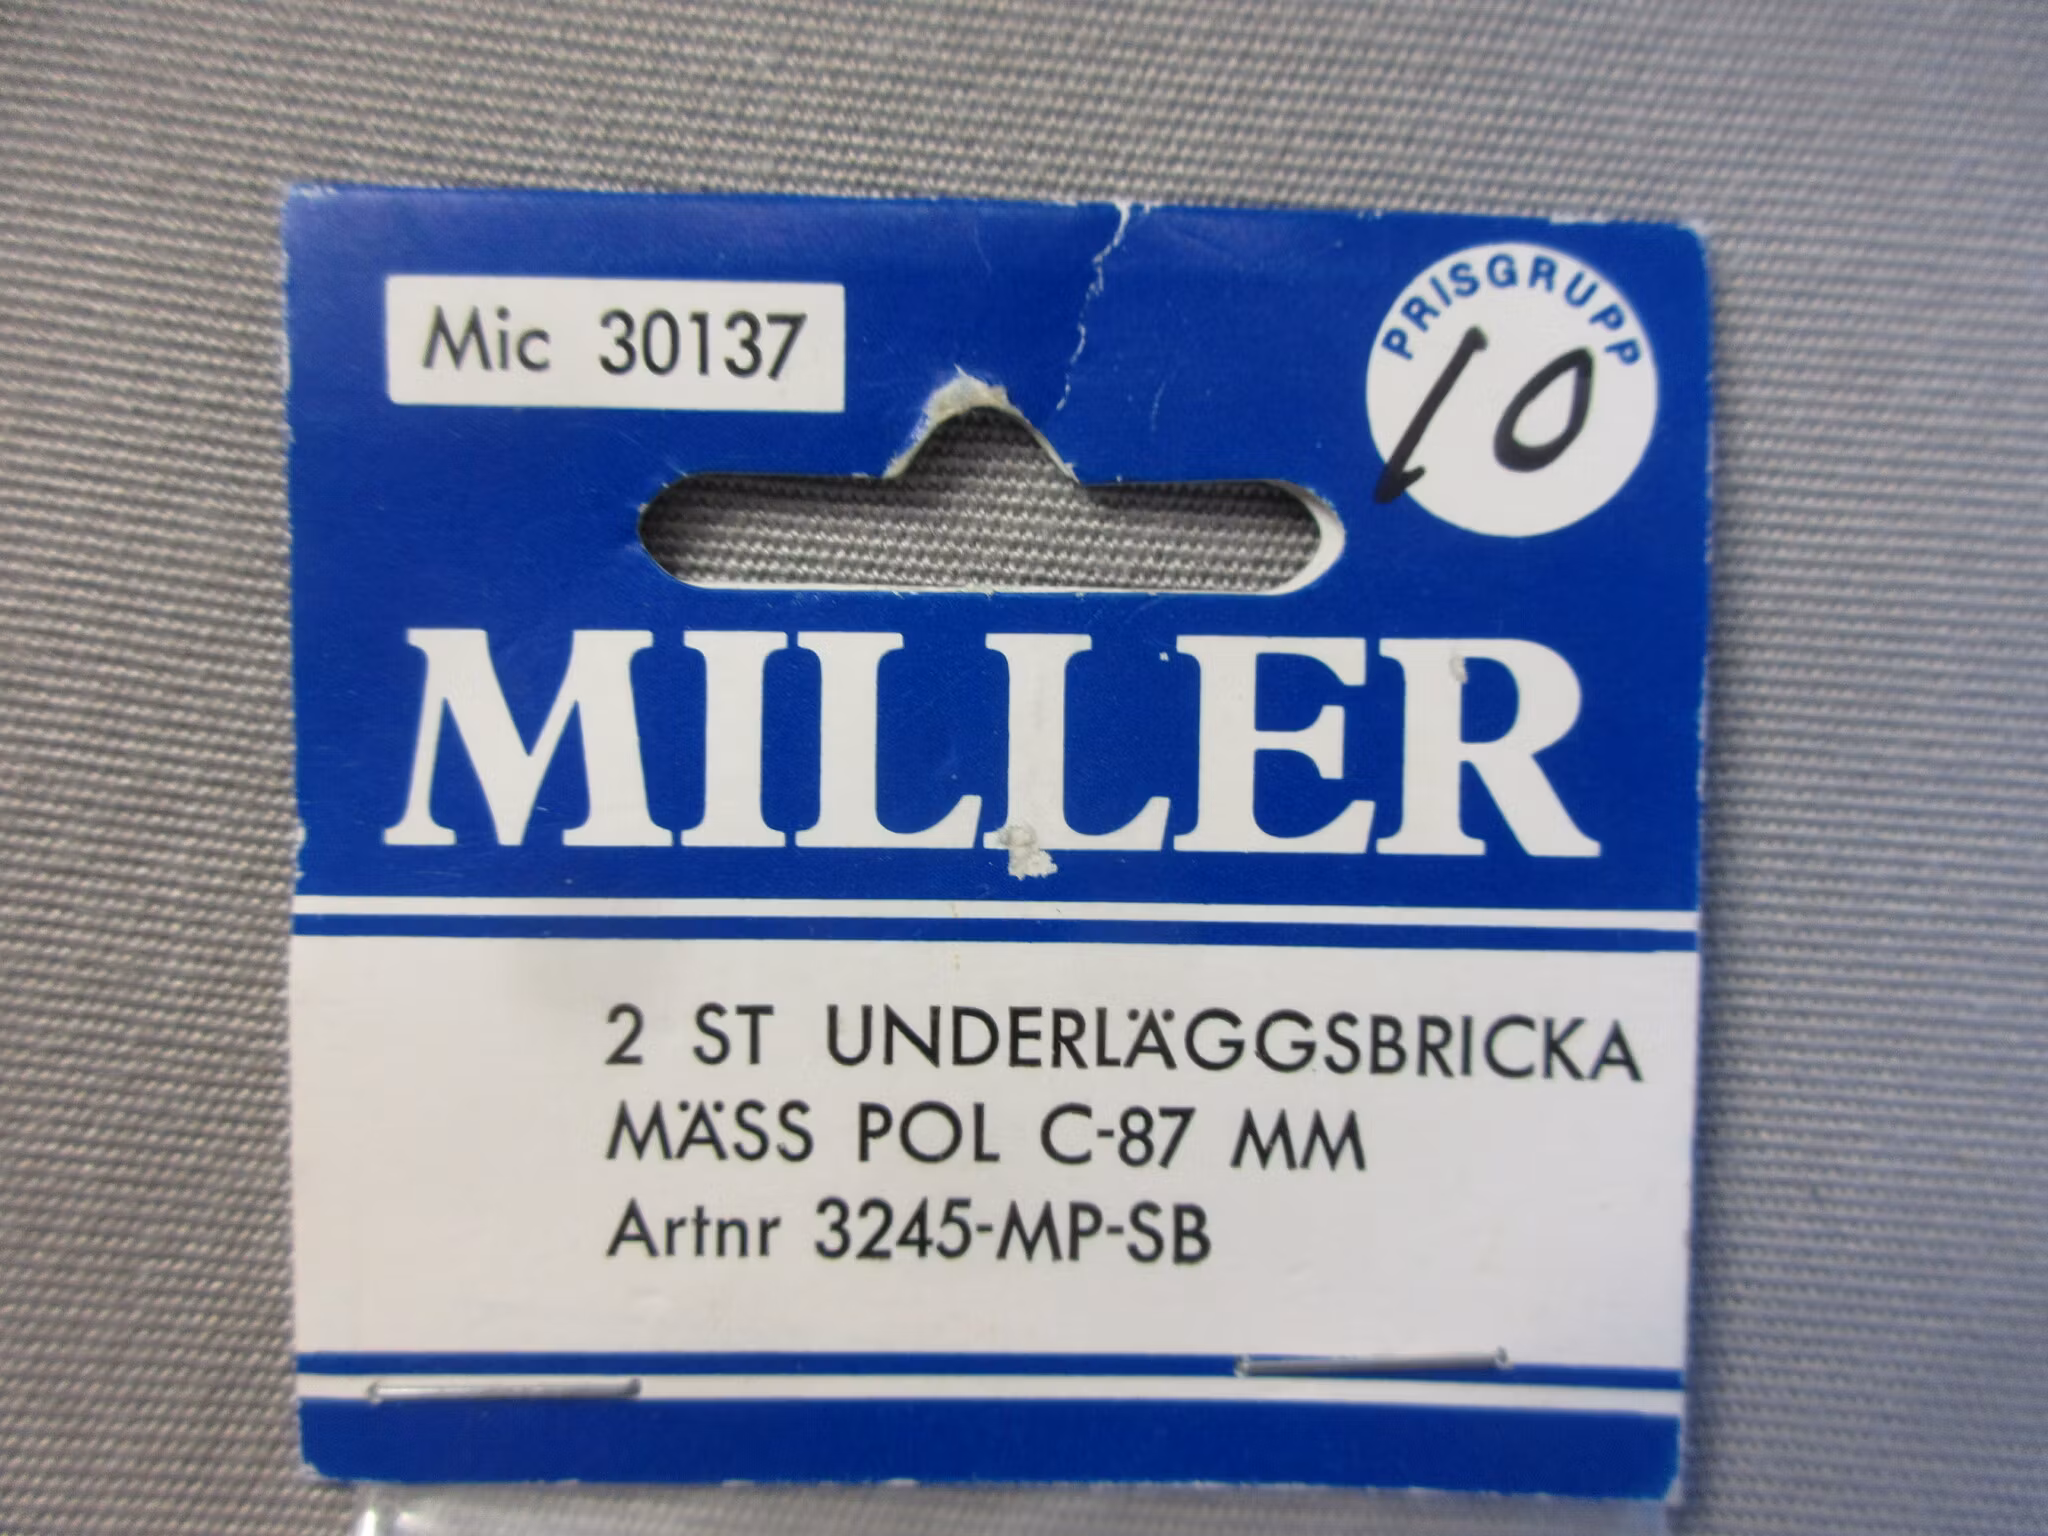 Mic 30137
PRISGRUPP
10
MILLER
2 ST UNDERLÄGGSBRICKA
MÄSS POL C-87 MM
Artnr 3245-MP-SB